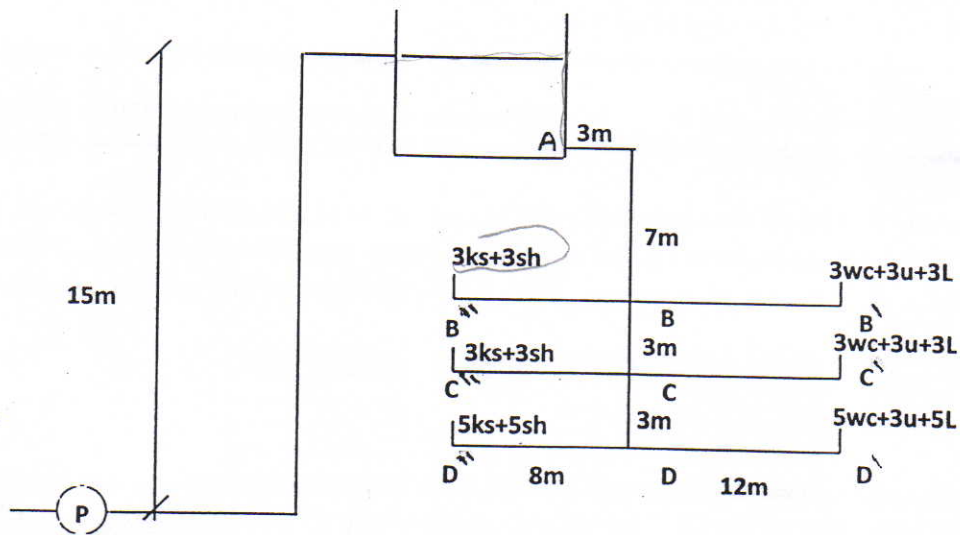 A 3m
7m
15m
3ks+3sh 3wc+3u+3L
B" B B'
3ks+3sh 3m 3wc+3u+3L
C" C C'
5ks+5sh 3m 5wc+3u+5L
D" 8m D 12m D'
P